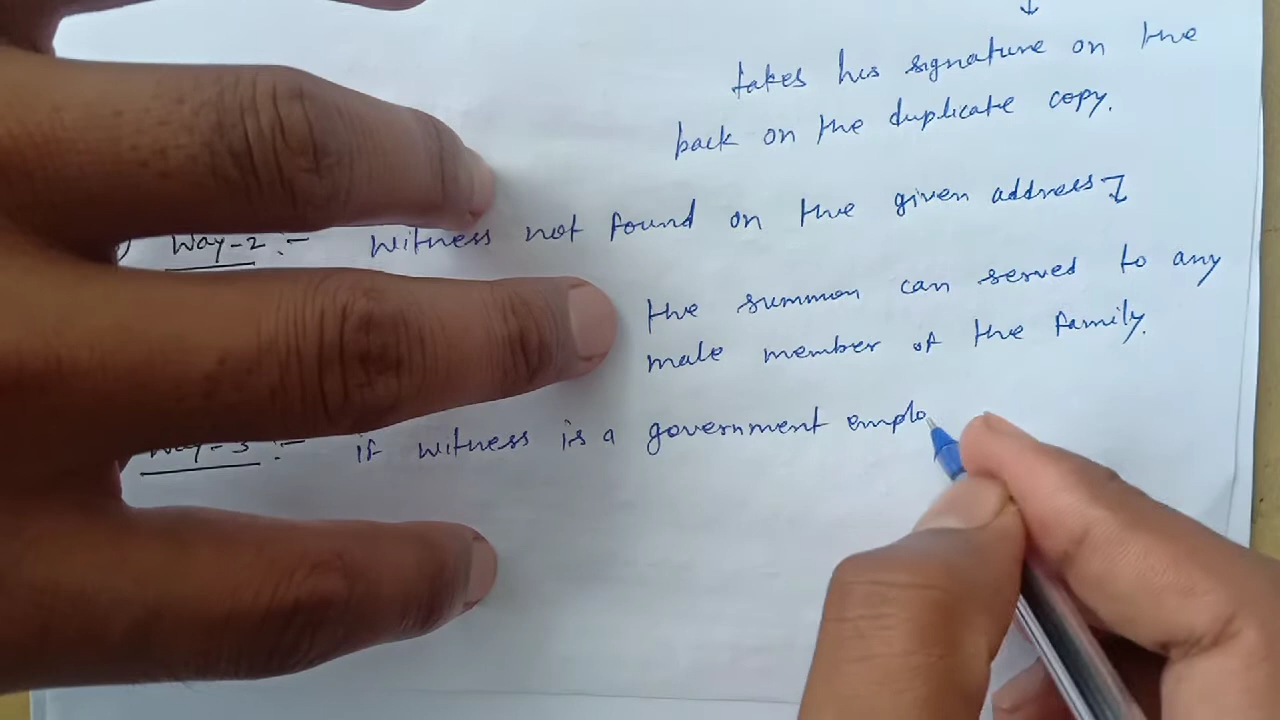 takes his signature on the
back on the duplicate copy.
Way-2 :- Witness not found on the given address
the summon can served to any
male member of the family.
Way-3 :- if witness is a government emplo